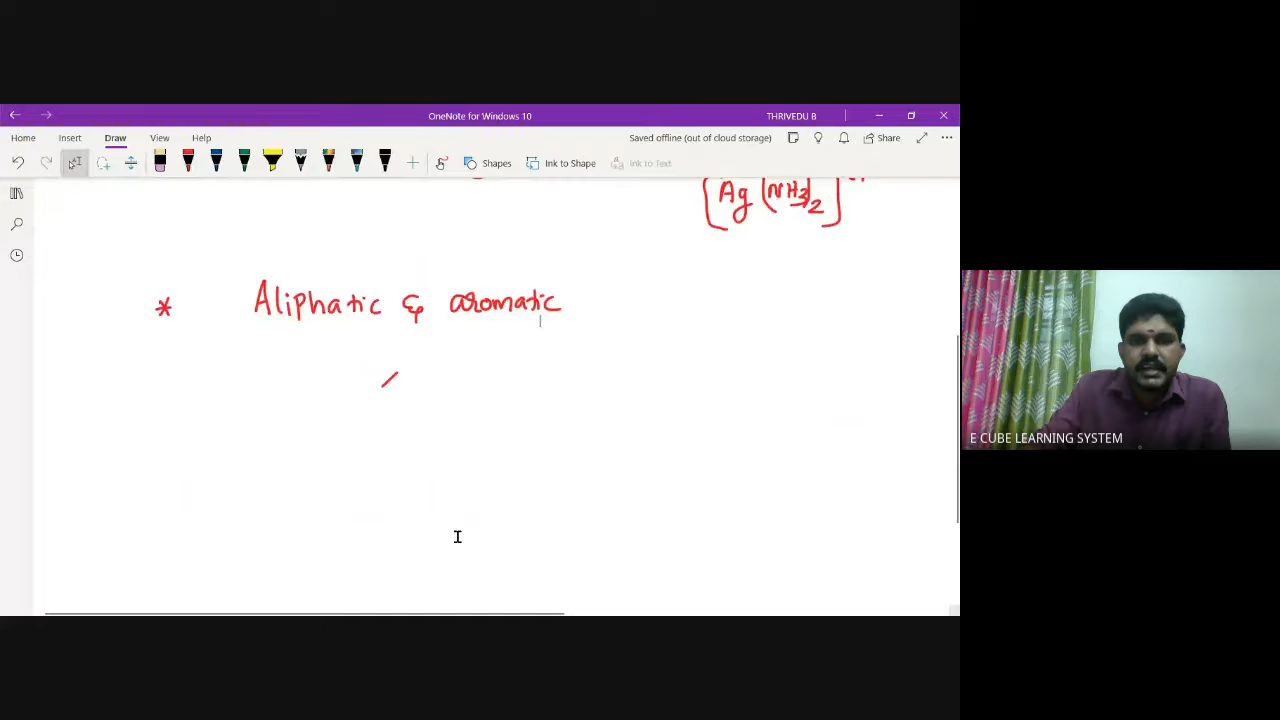 OneNote for Windows 10
THRIVEDU B
Home Insert Draw View Help
Saved offline (out of cloud storage)
Share
Shapes
Ink to Shape
Ink to Text
[Ag(NH3)2]
* Aliphatic & aromatic
E CUBE LEARNING SYSTEM